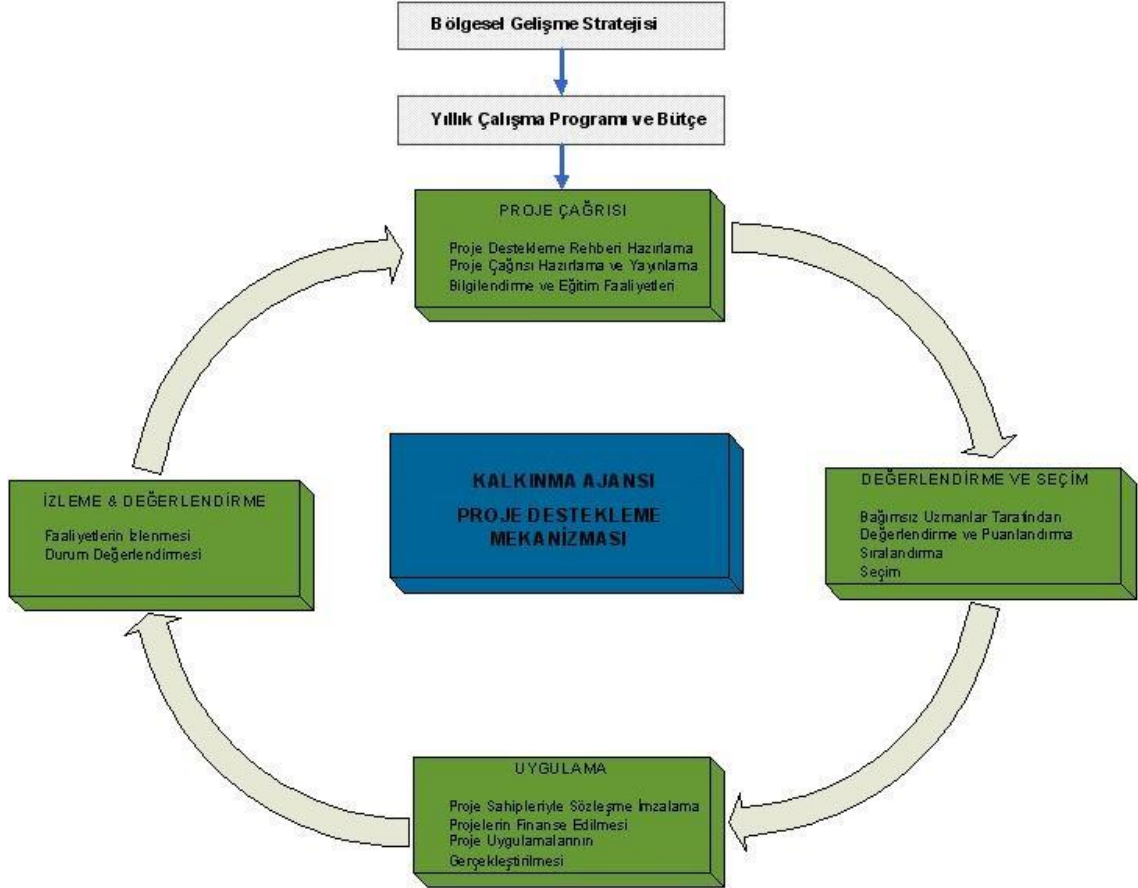 Bölgesel Gelişme Stratejisi
Yıllık Çalışma Programı ve Bütçe
PROJE ÇAĞRISI
Proje Destekleme Rehberi Hazırlama
Proje Çağrısı Hazırlama ve Yayınlama
Bilgilendirme ve Eğitim Faaliyetleri
DEĞERLENDİRME VE SEÇİM
Bağımsız Uzmanlar Tarafından
Değerlendirme ve Puanlandırma
Sıralandırma
Seçim
KALKINMA AJANSI
PROJE DESTEKLEME
MEKANİZMASI
İZLEME & DEĞERLENDİRME
Faaliyetlerin İzlenmesi
Durum Değerlendirmesi
UYGULAMA
Proje Sahipleriyle Sözleşme İmzalama
Projelerin Finanse Edilmesi
Proje Uygulamalarının
Gerçekleştirilmesi